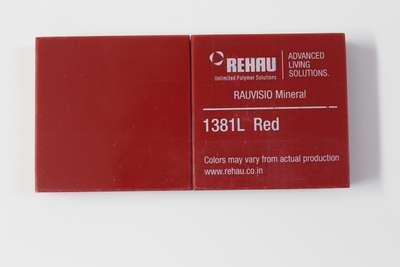 REHAU
Unlimited Polymer Solutions
ADVANCED
LIVING
SOLUTIONS.
RAUVISIO Mineral
1381L Red
Colors may vary from actual production
www.rehau.co.in